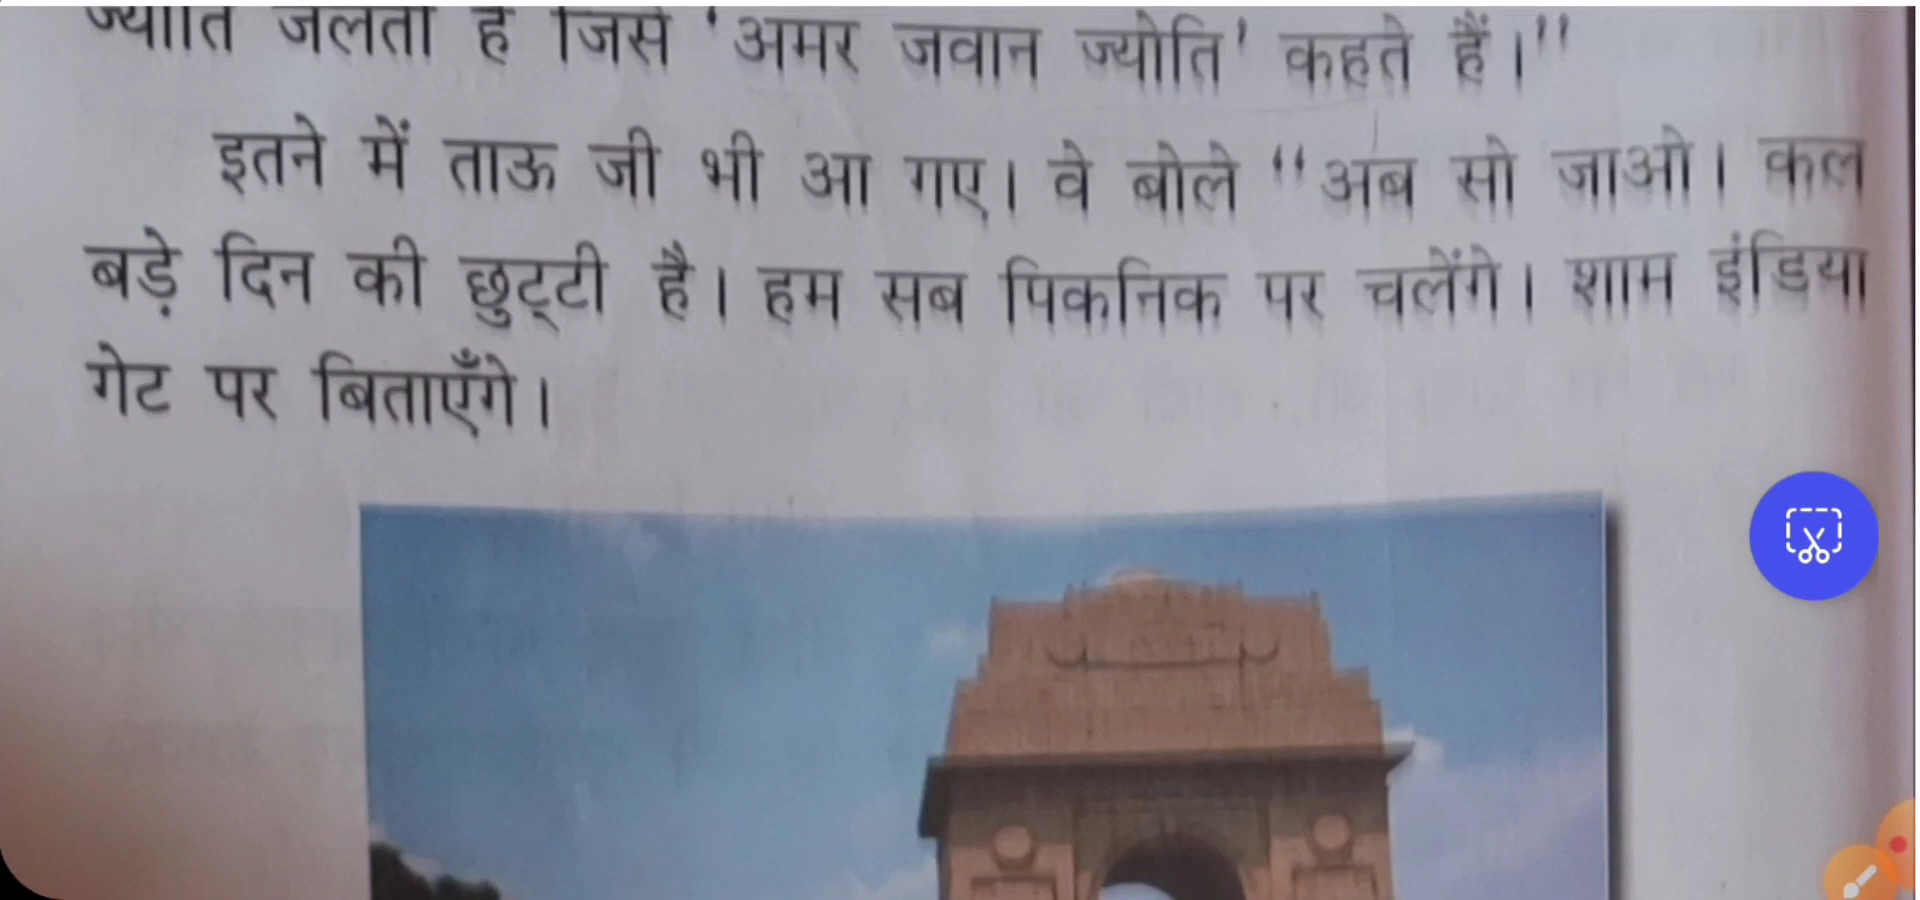 ज्योति जलती है जिसे 'अमर जवान ज्योति' कहते हैं।"
इतने में ताऊ जी भी आ गए। वे बोले "अब सो जाओ। कल
बड़े दिन की छुट्टी है। हम सब पिकनिक पर चलेंगे। शाम इंडिया
गेट पर बिताएँगे।